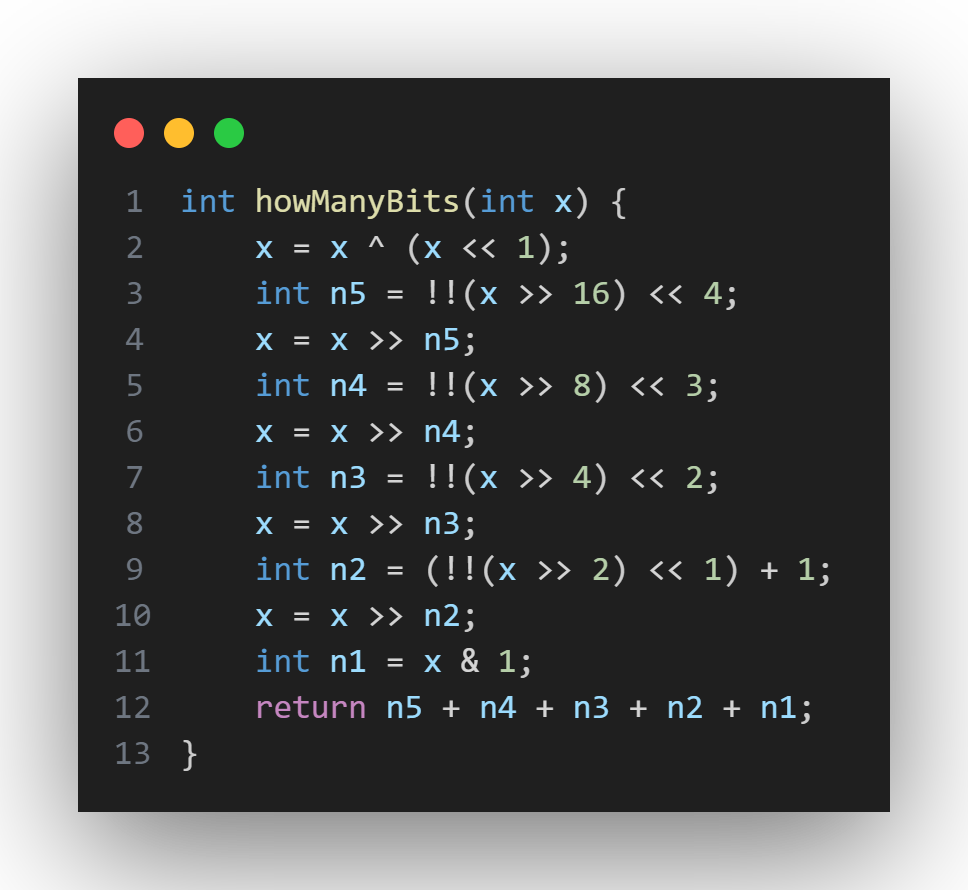 1 int howManyBits(int x) {
2     x = x ^ (x << 1);
3     int n5 = !!(x >> 16) << 4;
4     x = x >> n5;
5     int n4 = !!(x >> 8) << 3;
6     x = x >> n4;
7     int n3 = !!(x >> 4) << 2;
8     x = x >> n3;
9     int n2 = (!!(x >> 2) << 1) + 1;
10     x = x >> n2;
11     int n1 = x & 1;
12     return n5 + n4 + n3 + n2 + n1;
13 }